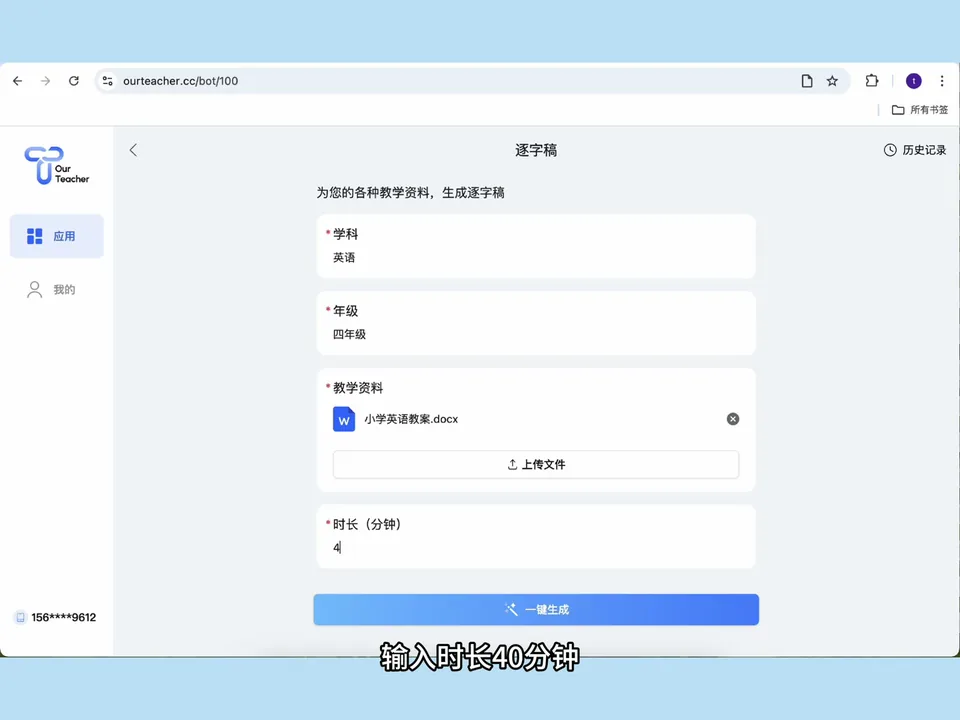 ourteacher.cc/bot/100
t
所有书签
Our
Teacher
逐字稿
历史记录
为您的各种教学资料，生成逐字稿
应用
我的
* 学科
英语
* 年级
四年级
* 教学资料
W 小学英语教案.docx
上传文件
* 时长（分钟）
4
一键生成
156****9612
输入时长40分钟